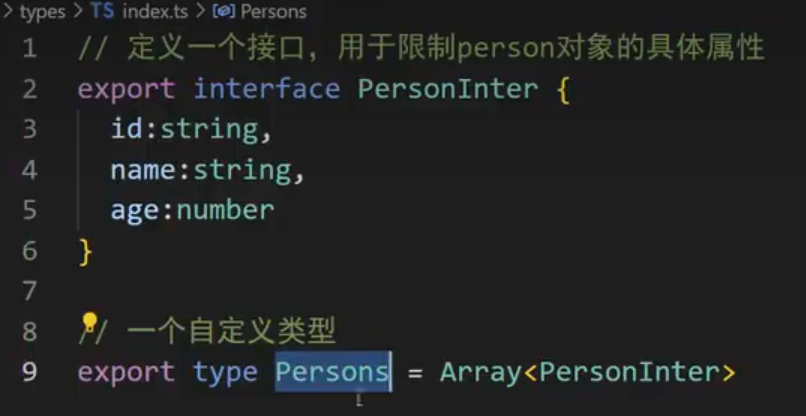 > types > TS index.ts > Persons
1 // 定义一个接口，用于限制person对象的具体属性
2 export interface PersonInter {
3 id:string,
4 name:string,
5 age:number
6 }
7
8 // 一个自定义类型
9 export type Persons = Array<PersonInter>